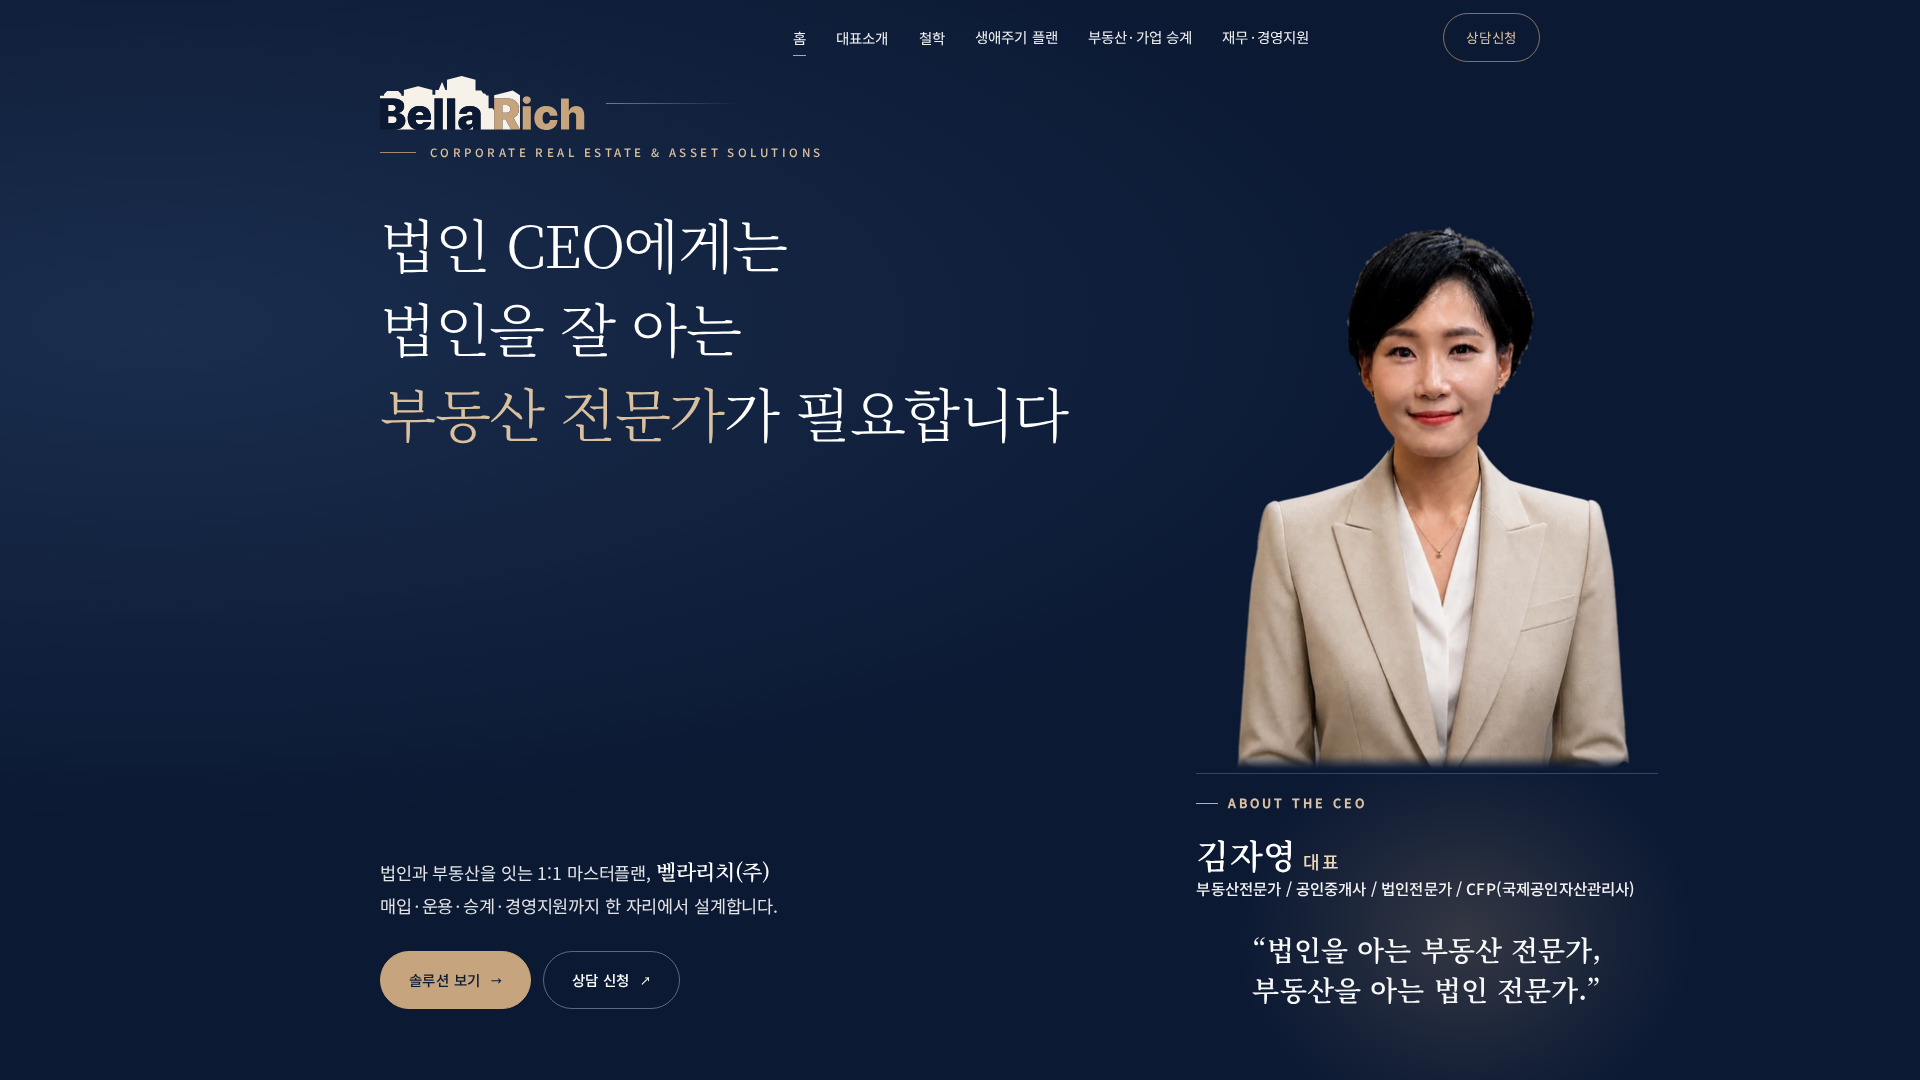 홈
대표소개
철학
생애주기 플랜
부동산·가업 승계
재무·경영지원
상담신청
Bella Rich
CORPORATE REAL ESTATE & ASSET SOLUTIONS
법인 CEO에게는
법인을 잘 아는
부동산 전문가가 필요합니다
법인과 부동산을 잇는 1:1 마스터플랜, 벨라리치(주)
매입·운용·승계·경영지원까지 한 자리에서 설계합니다.
솔루션 보기 →
상담 신청 ↗
ABOUT THE CEO
김자영 대표
부동산전문가 / 공인중개사 / 법인전문가 / CFP(국제공인자산관리사)
“법인을 아는 부동산 전문가,
부동산을 아는 법인 전문가.”